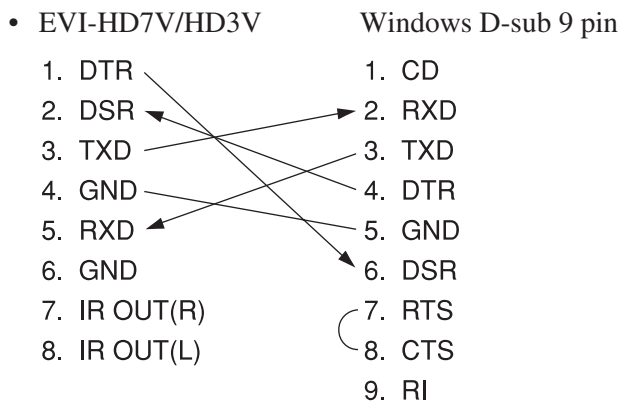 • EVI-HD7V/HD3V Windows D-sub 9 pin
1. DTR 1. CD
2. DSR 2. RXD
3. TXD 3. TXD
4. GND 4. DTR
5. RXD 5. GND
6. GND 6. DSR
7. IR OUT(R) 7. RTS
8. IR OUT(L) 8. CTS
9. RI